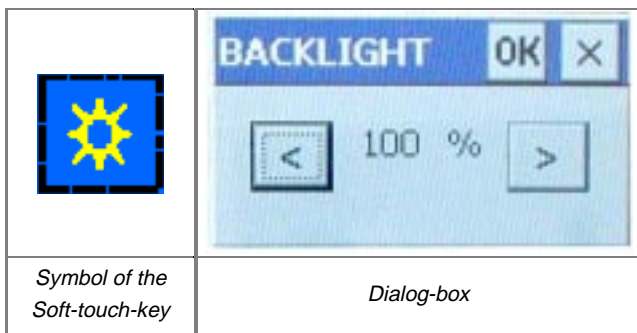 BACKLIGHT OK ×
< 100 % >
Symbol of the
Soft-touch-key
Dialog-box